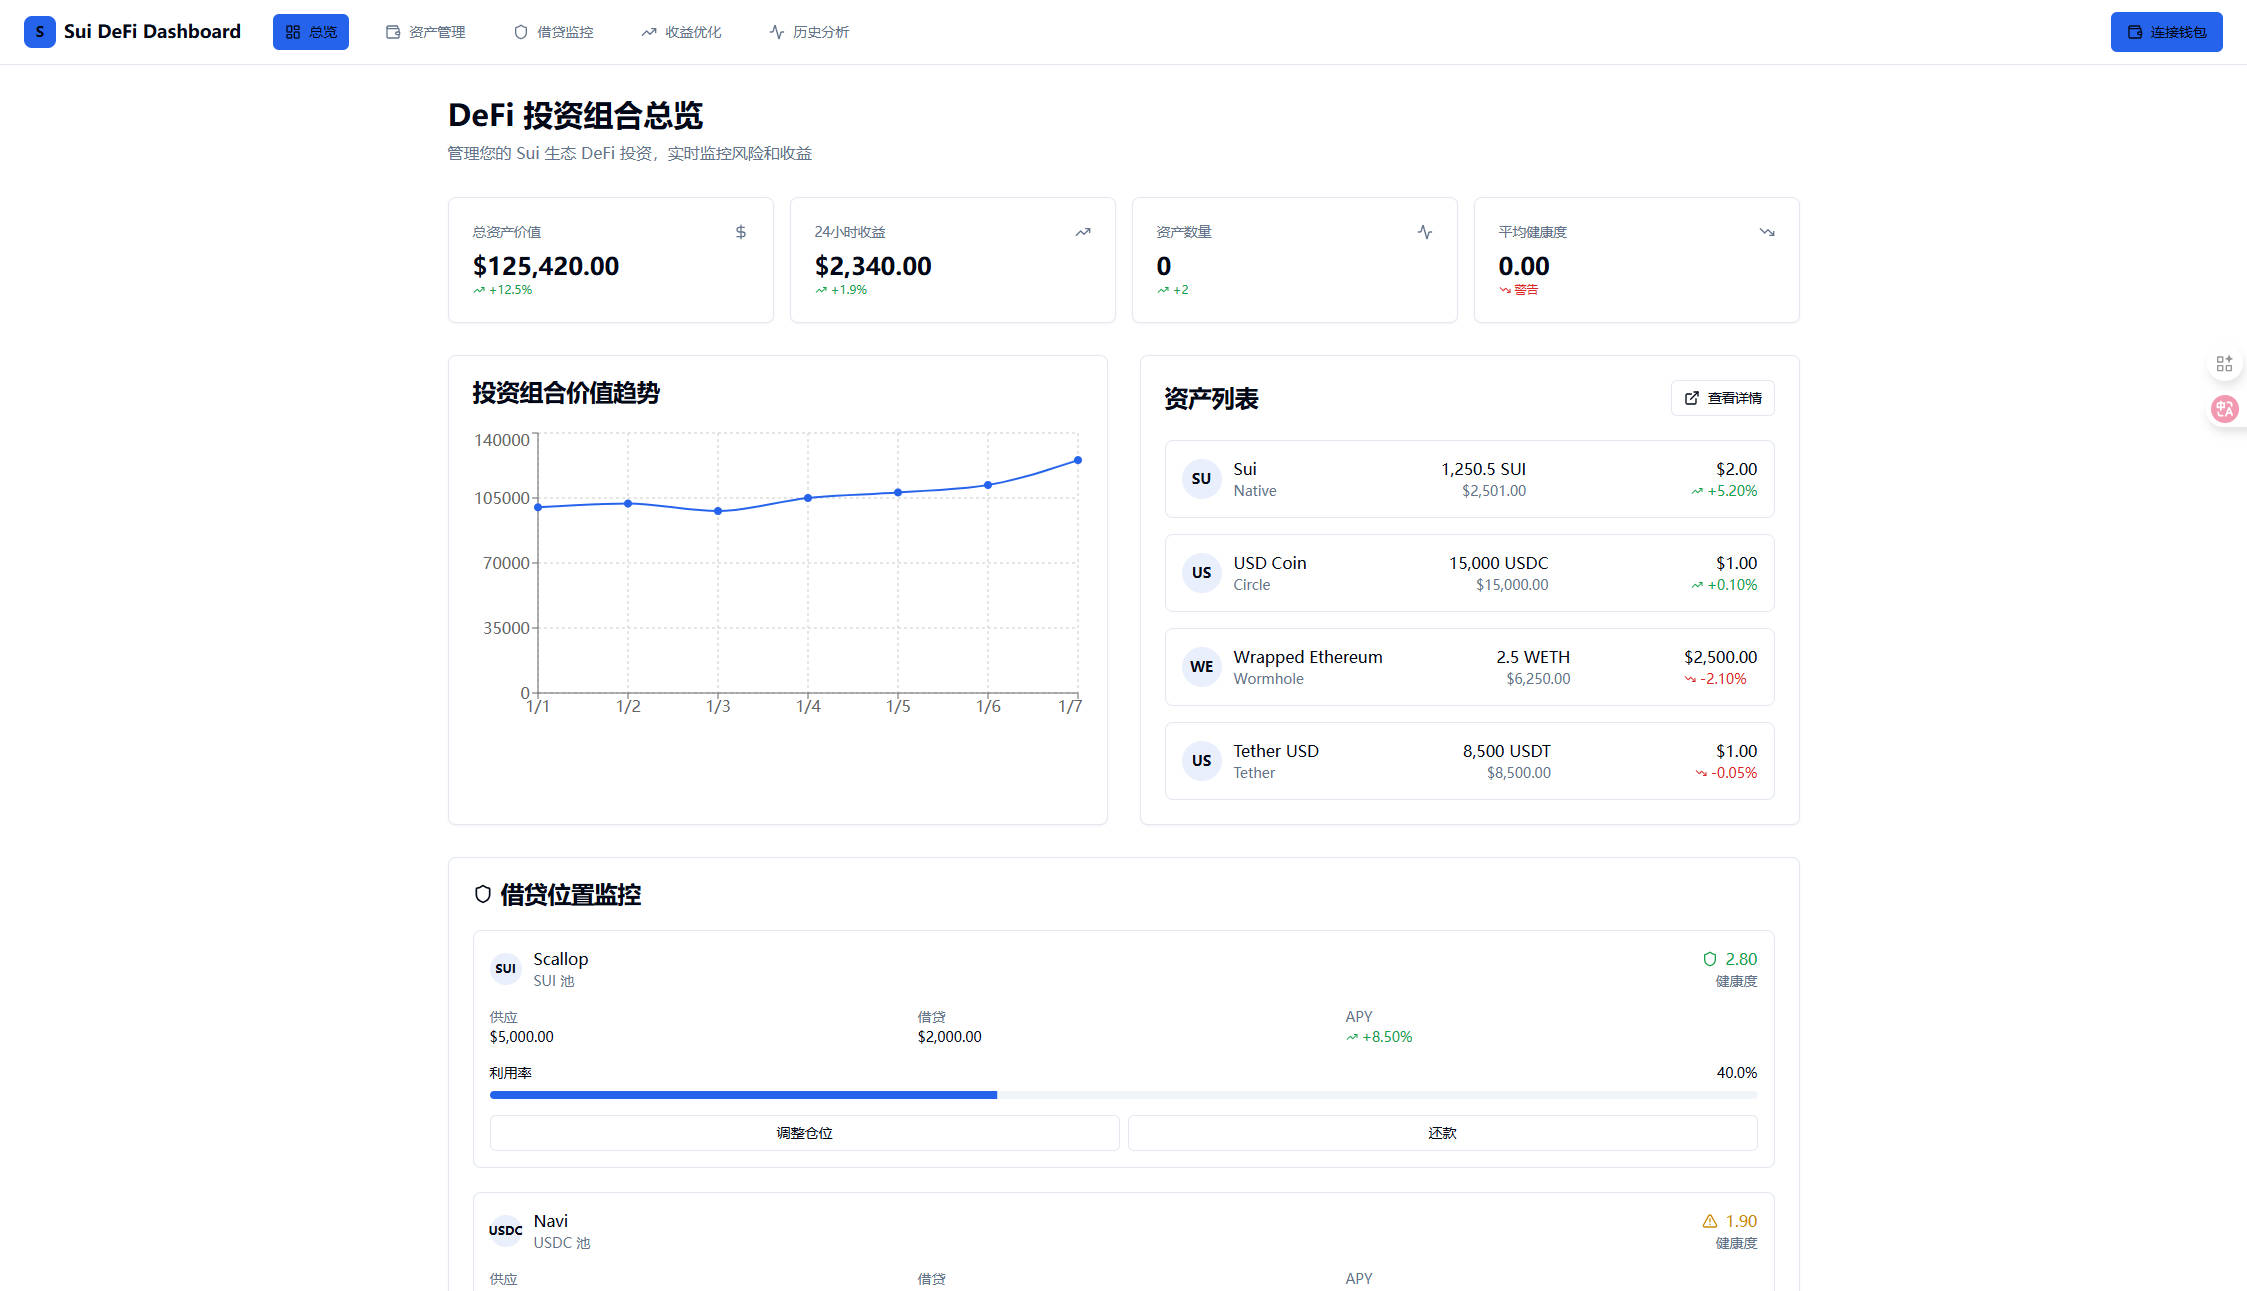 S Sui DeFi Dashboard 总览 资产管理 借贷监控 收益优化 历史分析 连接钱包
DeFi 投资组合总览
管理您的 Sui 生态 DeFi 投资，实时监控风险和收益
总资产价值 $
$125,420.00
+12.5%
24小时收益
$2,340.00
+1.9%
资产数量
0
+2
平均健康度
0.00
警告
投资组合价值趋势
140000
105000
70000
35000
0
1/1 1/2 1/3 1/4 1/5 1/6 1/7
资产列表 查看详情
SU Sui 1,250.5 SUI $2.00
Native $2,501.00 +5.20%
US USD Coin 15,000 USDC $1.00
Circle $15,000.00 +0.10%
WE Wrapped Ethereum 2.5 WETH $2,500.00
Wormhole $6,250.00 -2.10%
US Tether USD 8,500 USDT $1.00
Tether $8,500.00 -0.05%
中A
借贷位置监控
SUI Scallop 2.80
SUI 池 健康度
供应 借贷 APY
$5,000.00 $2,000.00 +8.50%
利用率 40.0%
调整仓位 还款
USDC Navi 1.90
USDC 池 健康度
供应 借贷 APY